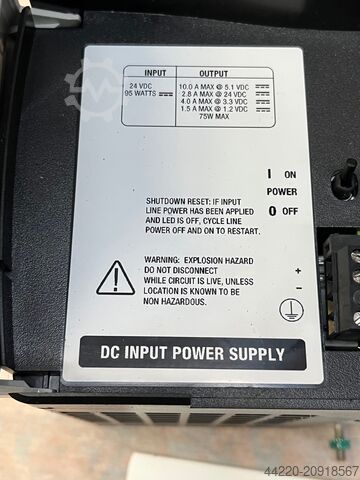 INPUT OUTPUT
24 VDC 10.0 A MAX @ 5.1 VDC
95 WATTS 2.8 A MAX @ 24 VDC
4.0 A MAX @ 3.3 VDC
1.5 A MAX @ 1.2 VDC
75W MAX
I ON
POWER
0 OFF
SHUTDOWN RESET: IF INPUT
LINE POWER HAS BEEN APPLIED
AND LED IS OFF, CYCLE LINE
POWER OFF AND ON TO RESTART.
WARNING: EXPLOSION HAZARD
DO NOT DISCONNECT
WHILE CIRCUIT IS LIVE, UNLESS
LOCATION IS KNOWN TO BE
NON HAZARDOUS.
+
-
DC INPUT POWER SUPPLY
44220-20918567